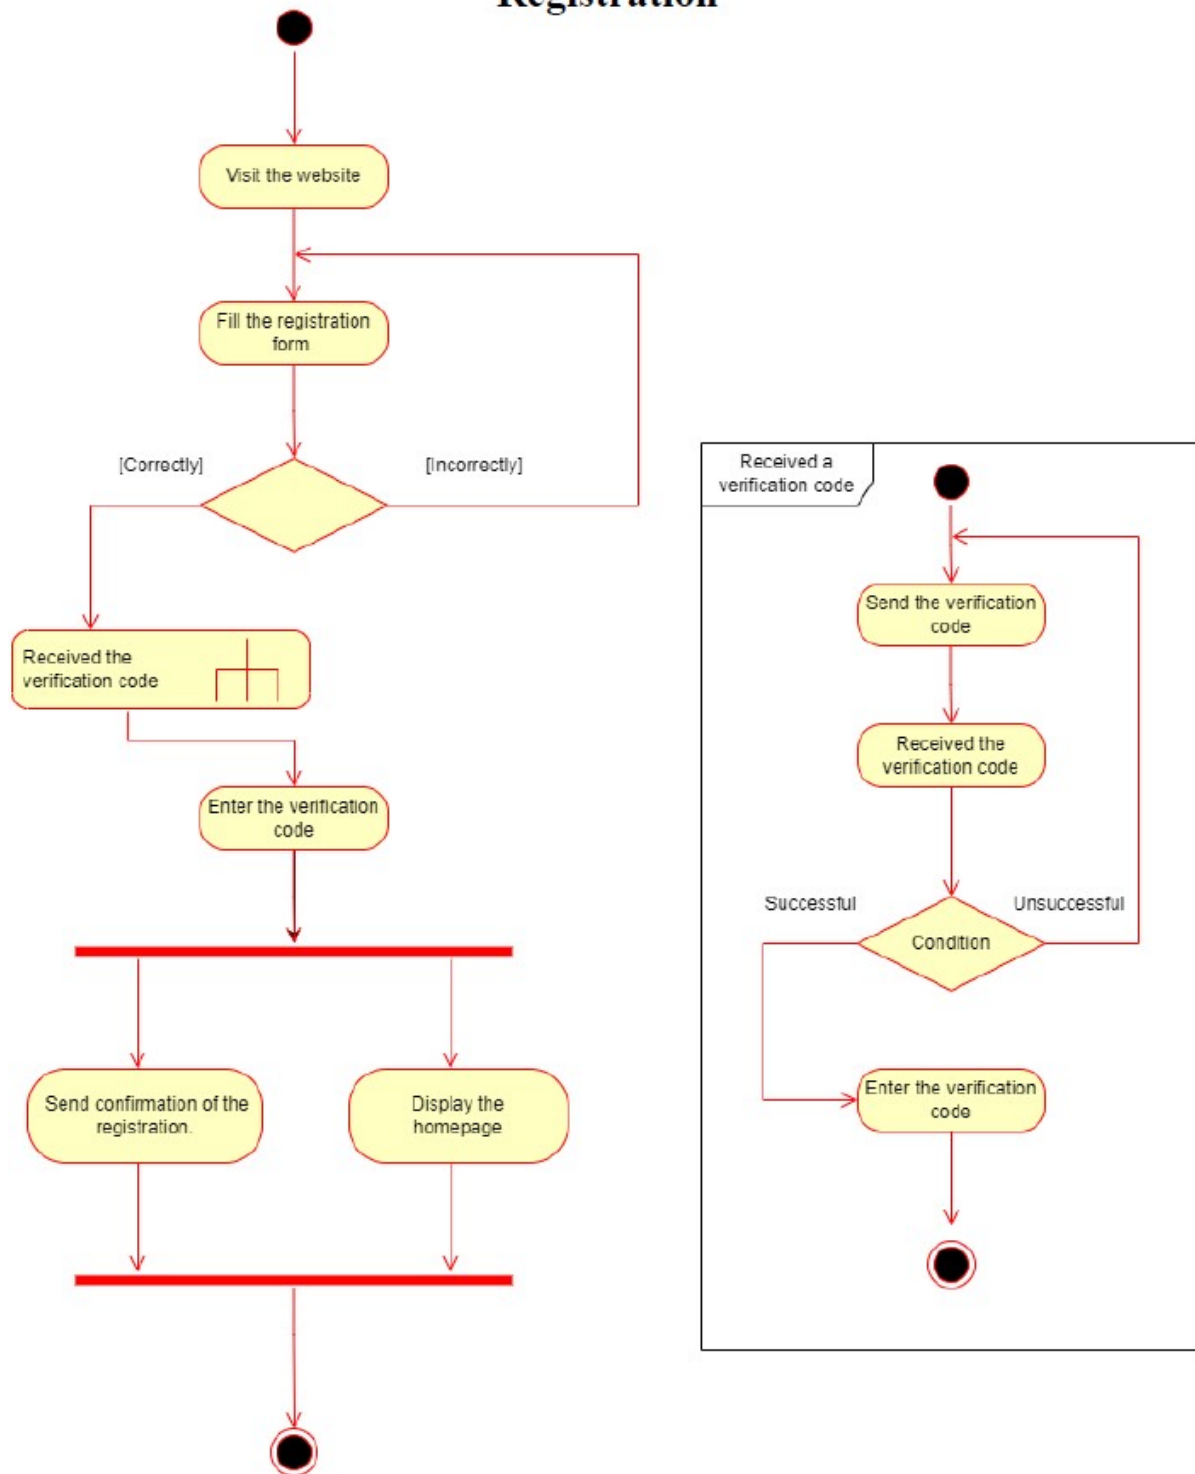 Registration
Visit the website
Fill the registration
form
[Correctly]
[Incorrectly]
Received the
verification code
Enter the verification
code
Send confirmation of the
registration.
Display the
homepage
Received a
verification code
Send the verification
code
Received the
verification code
Successful
Unsuccessful
Condition
Enter the verification
code